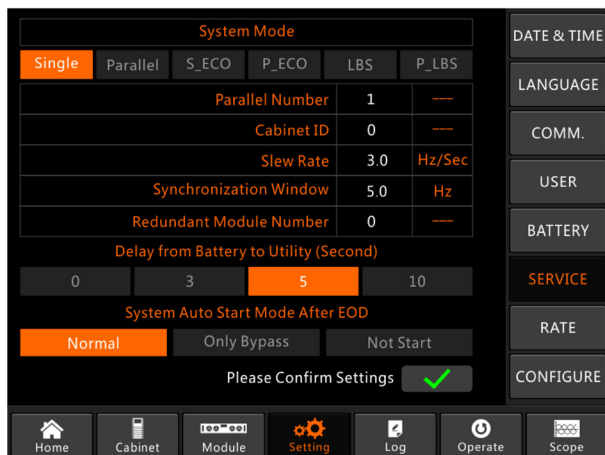 System Mode
Single Parallel S_ECO P_ECO LBS P_LBS
Parallel Number 1 ---
Cabinet ID 0 ---
Slew Rate 3.0 Hz/Sec
Synchronization Window 5.0 Hz
Redundant Module Number 0 ---
Delay from Battery to Utility (Second)
0 3 5 10
System Auto Start Mode After EOD
Normal Only Bypass Not Start
Please Confirm Settings
DATE & TIME
LANGUAGE
COMM.
USER
BATTERY
SERVICE
RATE
CONFIGURE
Home Cabinet Module Setting Log Operate Scope